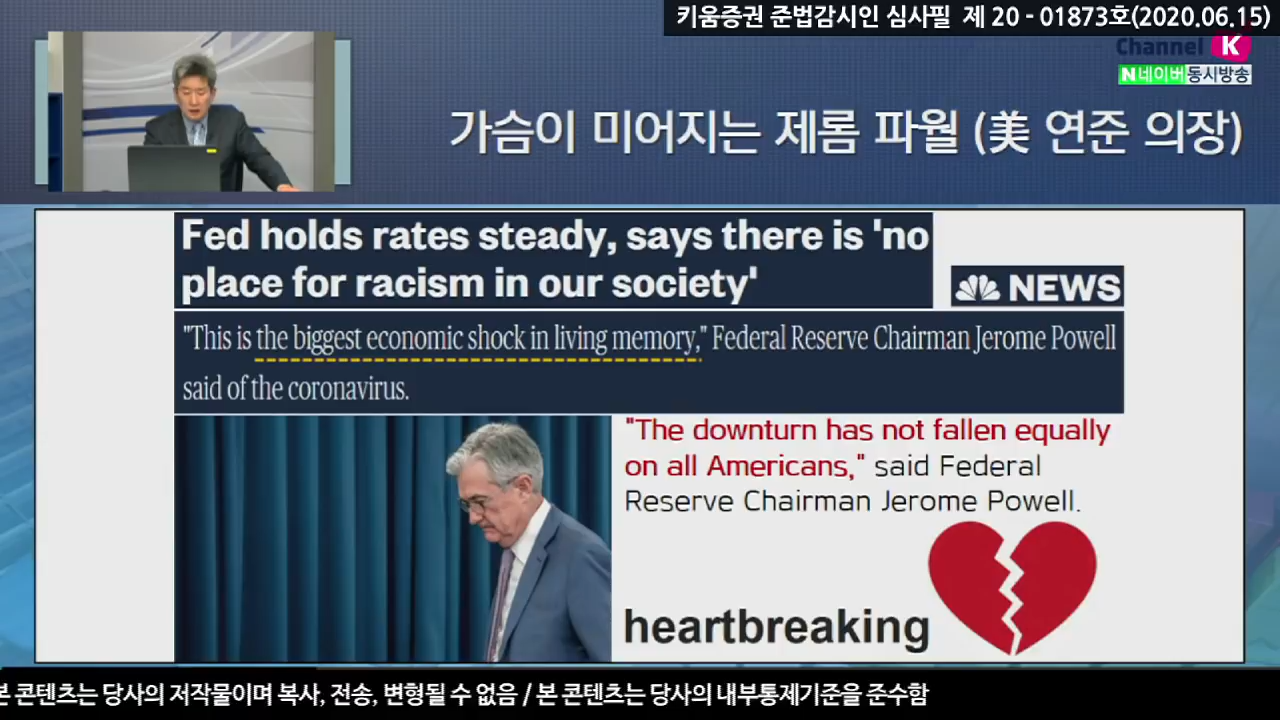 키움증권 준법감시인 심사필 제 20 - 01873호(2020.06.15)
Channel K
N네이버동시방송
가슴이 미어지는 제롬 파월 (美 연준 의장)
Fed holds rates steady, says there is 'no
place for racism in our society'
NEWS
"This is the biggest economic shock in living memory," Federal Reserve Chairman Jerome Powell
said of the coronavirus.
"The downturn has not fallen equally
on all Americans," said Federal
Reserve Chairman Jerome Powell.
heartbreaking
본 콘텐츠는 당사의 저작물이며 복사, 전송, 변형될 수 없음 / 본 콘텐츠는 당사의 내부통제기준을 준수함